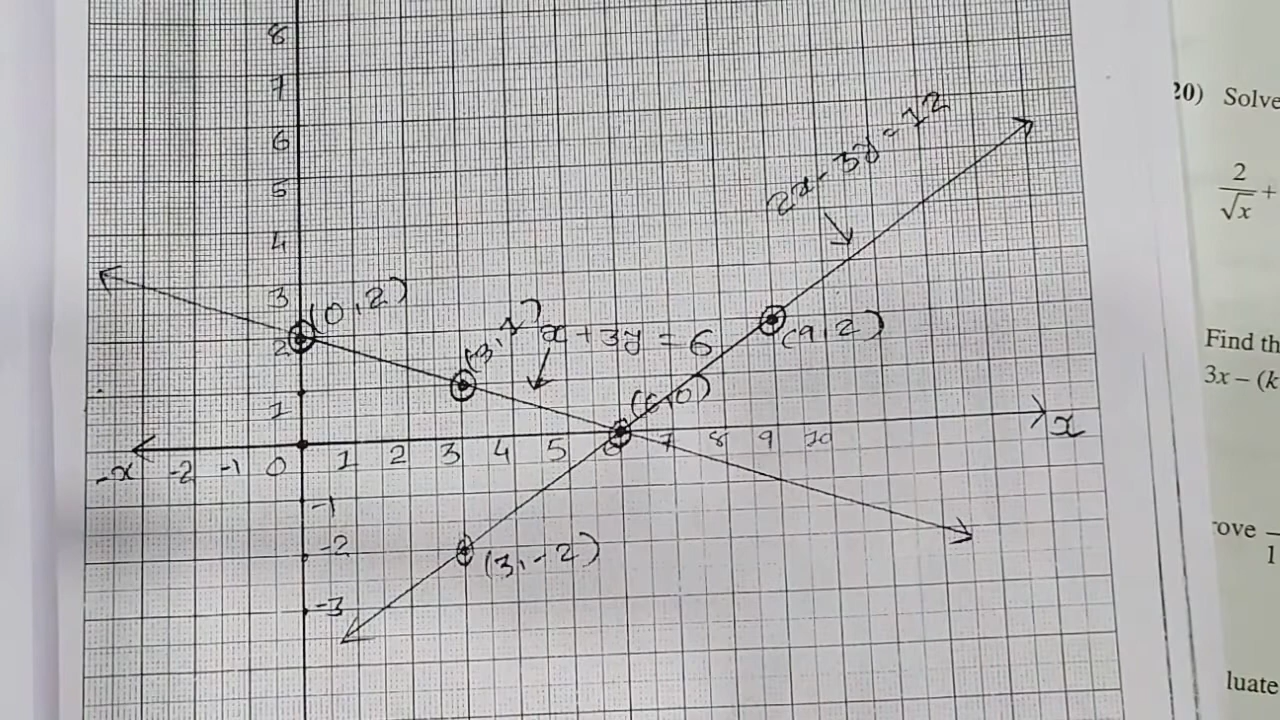 8
7
6
5
4
3
2
1
2x - 3y = 12
(0,2)
(3,1)
x + 3y = 6
(9,2)
(6,0)
-x -2 -1 0 1 2 3 4 5 6 7 8 9 10 x
-1
-2
-3
(3,-2)
20) Solve
2
√x +
Find th
3x – (k
rove
1
luate